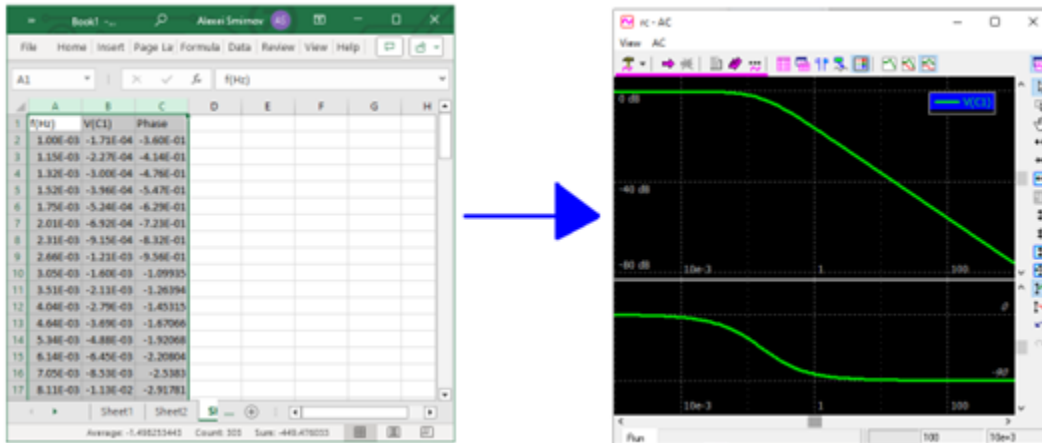 Book1 -...
Alexei Smirnov AS
File Home Insert Page La Formula Data Review View Help
A1 fx f(Hz)
A B C D E F G H
1 f(Hz) V(C1) Phase
2 1.00E-03 -1.71E-04 -3.60E-01
3 1.15E-03 -2.27E-04 -4.14E-01
4 1.32E-03 -3.00E-04 -4.76E-01
5 1.52E-03 -3.96E-04 -5.47E-01
6 1.75E-03 -5.24E-04 -6.29E-01
7 2.01E-03 -6.92E-04 -7.23E-01
8 2.31E-03 -9.15E-04 -8.32E-01
9 2.66E-03 -1.21E-03 -9.56E-01
10 3.05E-03 -1.60E-03 -1.09935
11 3.51E-03 -2.11E-03 -1.26394
12 4.04E-03 -2.79E-03 -1.45315
13 4.64E-03 -3.69E-03 -1.67066
14 5.34E-03 -4.88E-03 -1.92068
15 6.14E-03 -6.45E-03 -2.20804
16 7.05E-03 -8.53E-03 -2.5383
17 8.11E-03 -1.13E-02 -2.91781
Sheet1 Sheet2 ...
Average: -1.498253443 Count: 303 Sum: -449.476033
rc - AC
View AC
V(C1)
0 dB
-40 dB
-80 dB
10e-3 1 100
0
-90
10e-3 1 100
Run 100 10e+3